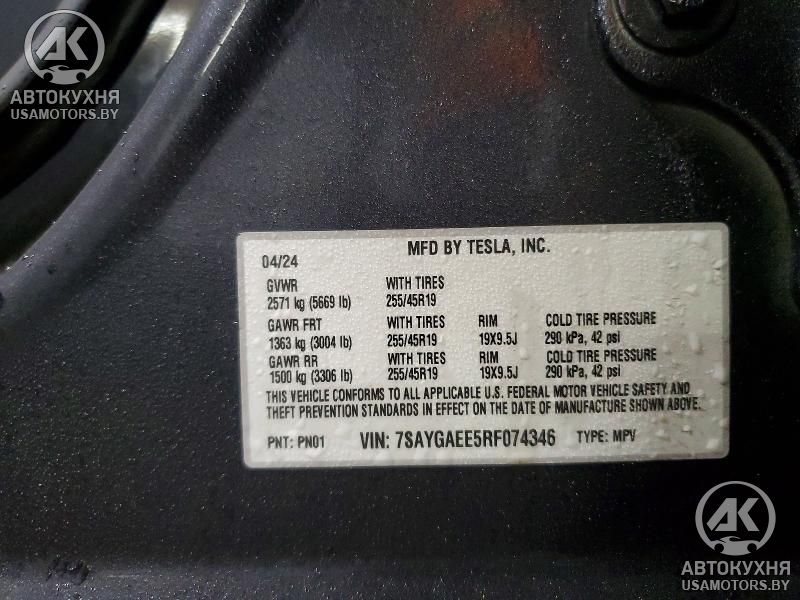 AK
АВТОКУХНЯ
USAMOTORS.BY
MFD BY TESLA, INC.
04/24
GVWR WITH TIRES
2571 kg (5669 lb) 255/45R19
GAWR FRT WITH TIRES RIM COLD TIRE PRESSURE
1363 kg (3004 lb) 255/45R19 19X9.5J 290 kPa, 42 psi
GAWR RR WITH TIRES RIM COLD TIRE PRESSURE
1500 kg (3306 lb) 255/45R19 19X9.5J 290 kPa, 42 psi
THIS VEHICLE CONFORMS TO ALL APPLICABLE U.S. FEDERAL MOTOR VEHICLE SAFETY AND
THEFT PREVENTION STANDARDS IN EFFECT ON THE DATE OF MANUFACTURE SHOWN ABOVE.
PNT: PN01 VIN: 7SAYGAEE5RF074346 TYPE: MPV
AK
АВТОКУХНЯ
USAMOTORS.BY